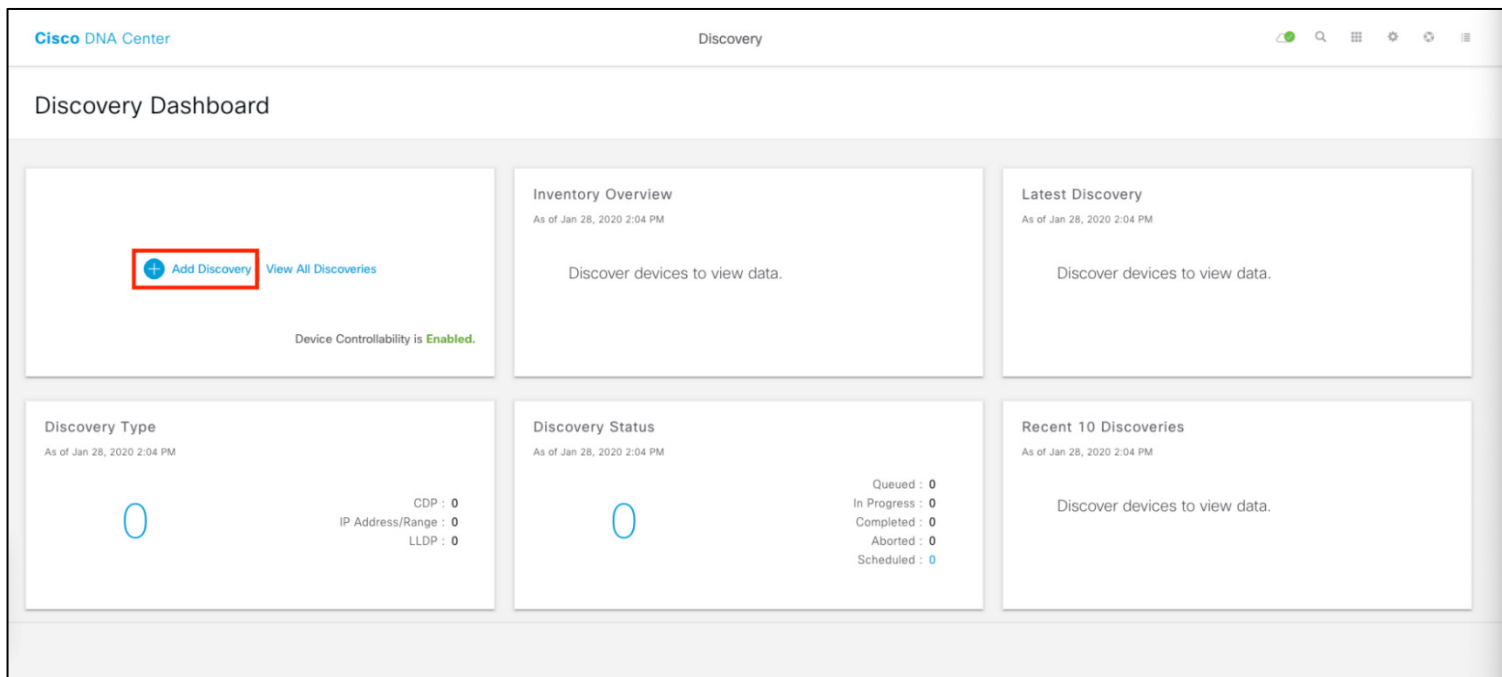 Cisco DNA Center
Discovery
Discovery Dashboard
Add Discovery
View All Discoveries
Device Controllability is Enabled.
Inventory Overview
As of Jan 28, 2020 2:04 PM
Discover devices to view data.
Latest Discovery
As of Jan 28, 2020 2:04 PM
Discover devices to view data.
Discovery Type
As of Jan 28, 2020 2:04 PM
0
CDP : 0
IP Address/Range : 0
LLDP : 0
Discovery Status
As of Jan 28, 2020 2:04 PM
0
Queued : 0
In Progress : 0
Completed : 0
Aborted : 0
Scheduled : 0
Recent 10 Discoveries
As of Jan 28, 2020 2:04 PM
Discover devices to view data.